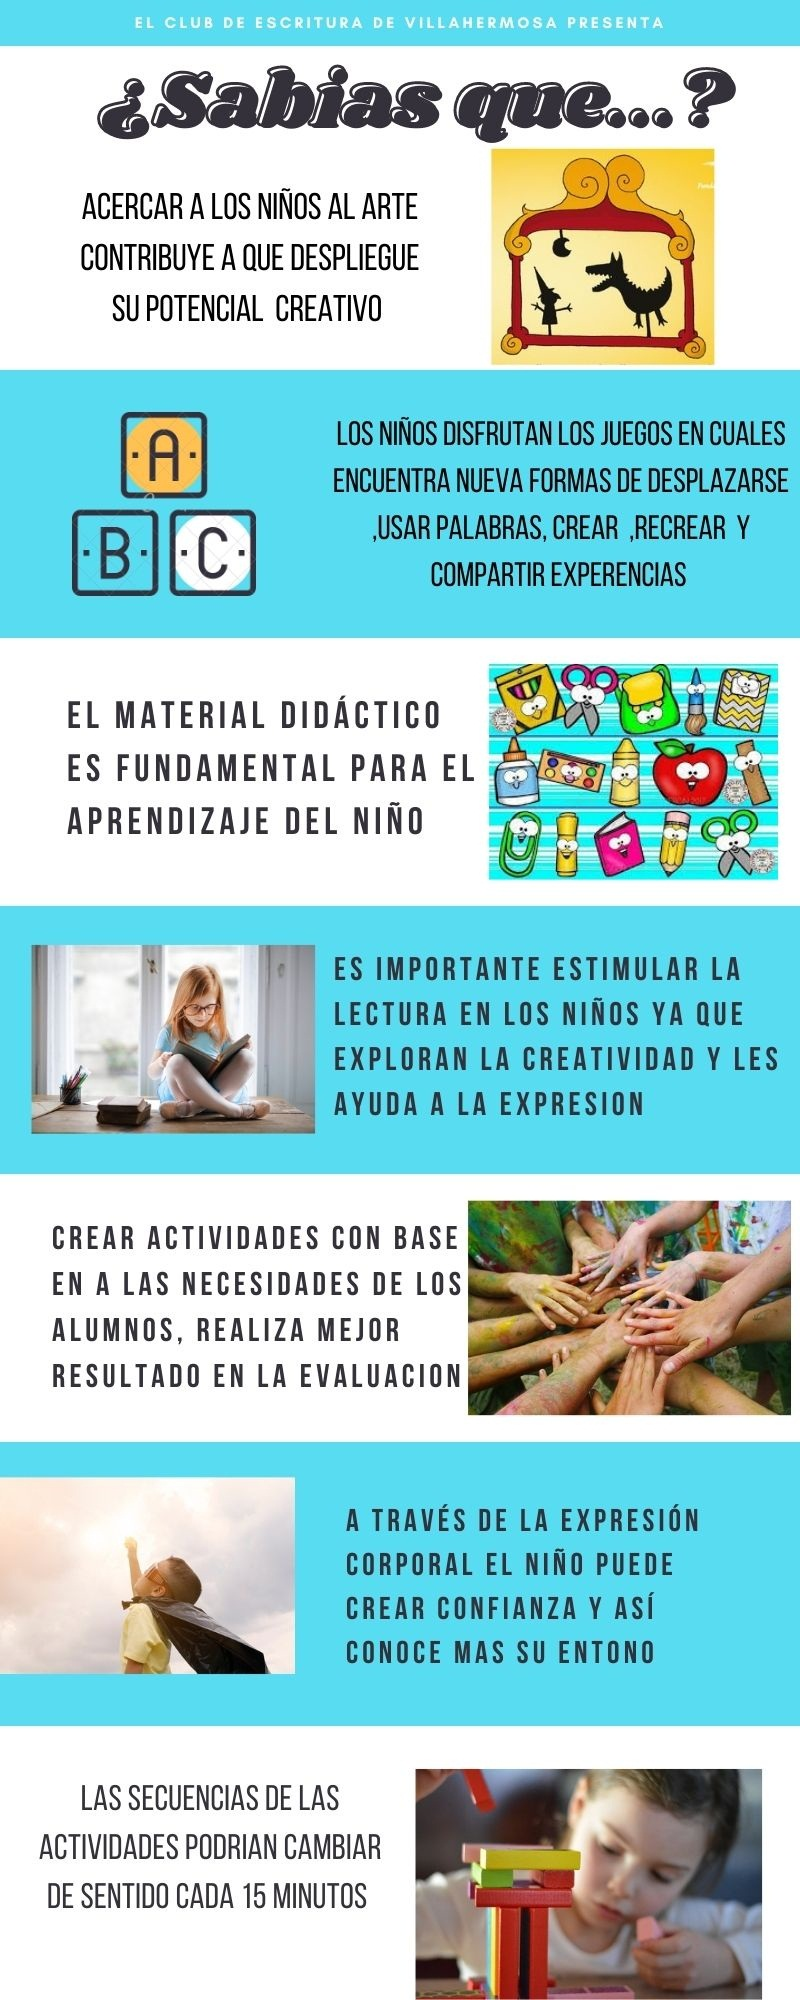 EL CLUB DE ESCRITURA DE VILLAHERMOSA PRESENTA
¿Sabias que...?
ACERCAR A LOS NIÑOS AL ARTE
CONTRIBUYE A QUE DESPLIEGUE
SU POTENCIAL CREATIVO
A
B C
LOS NIÑOS DISFRUTAN LOS JUEGOS EN CUALES
ENCUENTRA NUEVA FORMAS DE DESPLAZARSE
,USAR PALABRAS, CREAR ,RECREAR Y
COMPARTIR EXPERENCIAS
EL MATERIAL DIDÁCTICO
ES FUNDAMENTAL PARA EL
APRENDIZAJE DEL NIÑO
ES IMPORTANTE ESTIMULAR LA
LECTURA EN LOS NIÑOS YA QUE
EXPLORAN LA CREATIVIDAD Y LES
AYUDA A LA EXPRESION
CREAR ACTIVIDADES CON BASE
EN A LAS NECESIDADES DE LOS
ALUMNOS, REALIZA MEJOR
RESULTADO EN LA EVALUACION
A TRAVÉS DE LA EXPRESIÓN
CORPORAL EL NIÑO PUEDE
CREAR CONFIANZA Y ASÍ
CONOCE MAS SU ENTONO
LAS SECUENCIAS DE LAS
ACTIVIDADES PODRIAN CAMBIAR
DE SENTIDO CADA 15 MINUTOS